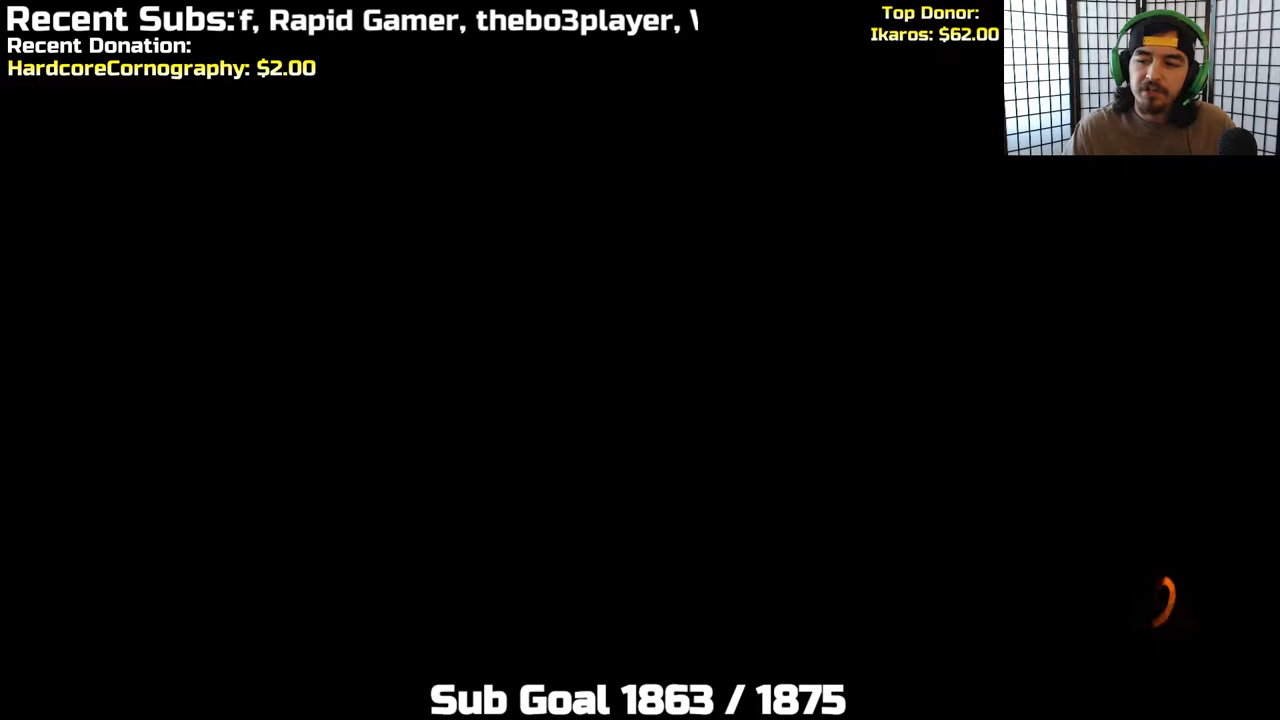 Recent Subs: f, Rapid Gamer, thebo3player,
Recent Donation:
HardcoreCornography: $2.00
Top Donor:
Ikaros: $62.00
Sub Goal 1863 / 1875